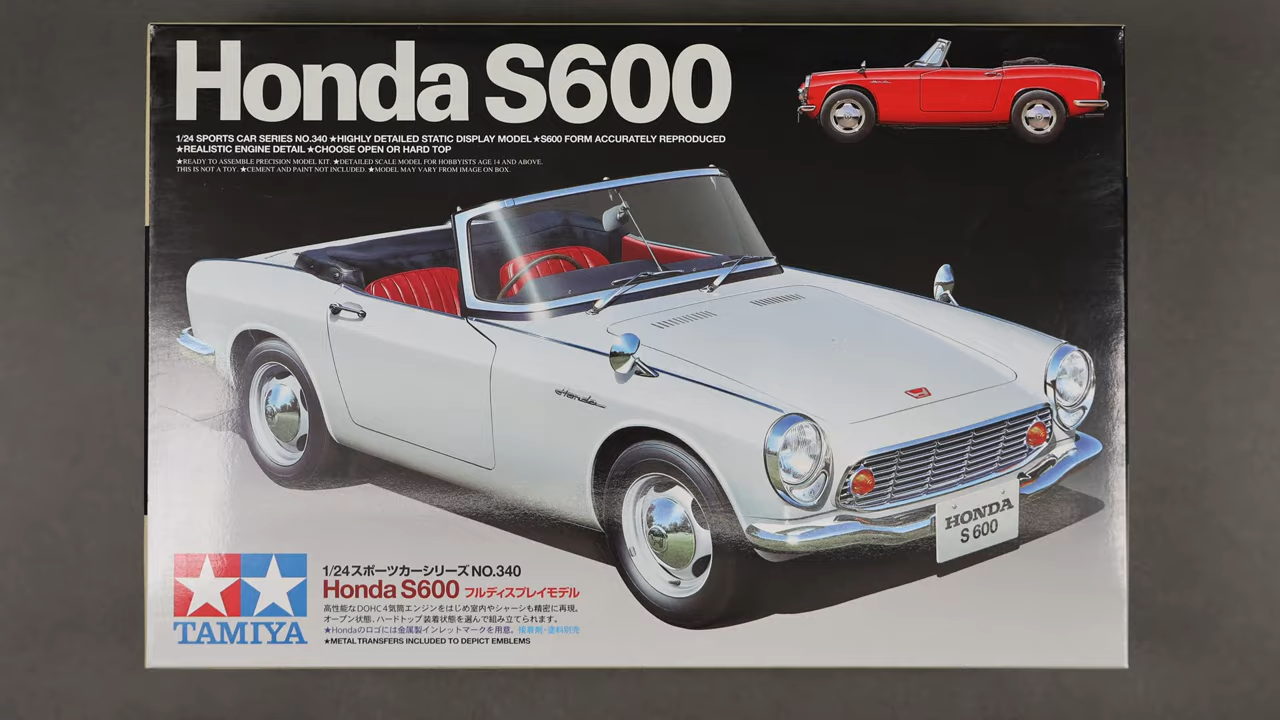 Honda S600
1/24 SPORTS CAR SERIES NO.340 ★HIGHLY DETAILED STATIC DISPLAY MODEL ★S600 FORM ACCURATELY REPRODUCED
★REALISTIC ENGINE DETAIL ★CHOOSE OPEN OR HARD TOP
★READY TO ASSEMBLE PRECISION MODEL KIT. ★DETAILED SCALE MODEL FOR HOBBYISTS AGE 14 AND ABOVE.
THIS IS NOT A TOY. ★CEMENT AND PAINT NOT INCLUDED. ★MODEL MAY VARY FROM IMAGE ON BOX.
Honda
HONDA
S 600
TAMIYA
1/24スポーツカーシリーズ NO.340
Honda S600 フルディスプレイモデル
高性能なDOHC4気筒エンジンをはじめ室内やシャーシも精密に再現。
オープン状態、ハードトップ装着状態を選んで組み立てられます。
★Hondaのロゴには金属製インレットマークを用意。接着剤・塗料別売
★METAL TRANSFERS INCLUDED TO DEPICT EMBLEMS